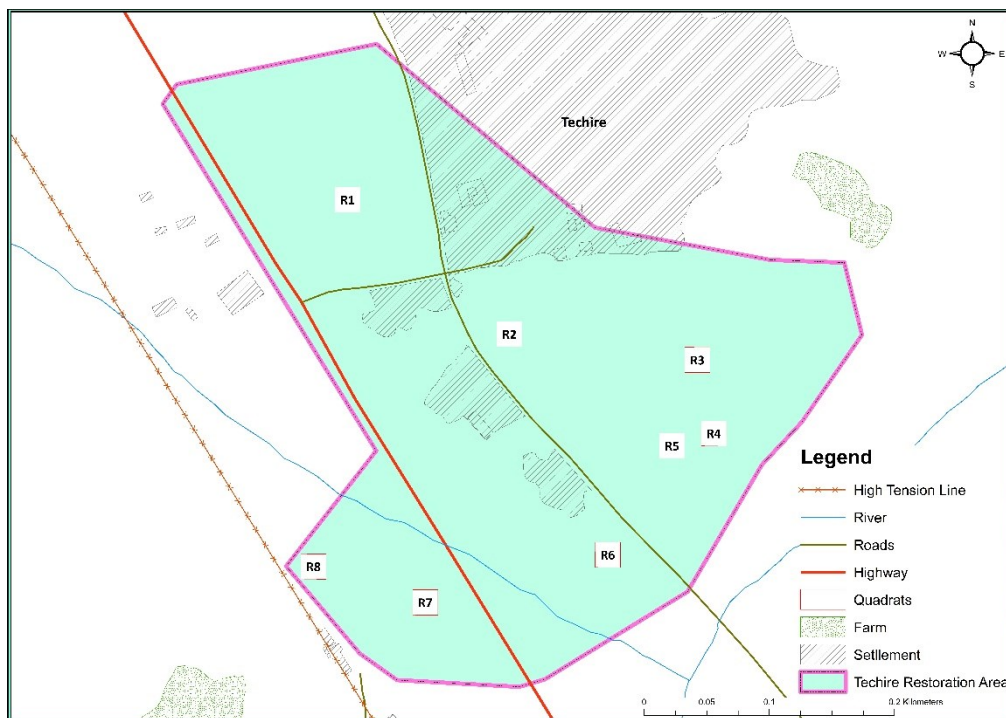 N
W E
S
Techire
R1
R2
R3
R4
R5
R6
R8
R7
Legend
High Tension Line
River
Roads
Highway
Quadrats
Farm
Setllement
Techire Restoration Area
0 0.05 0.1 0.2 Kilometers